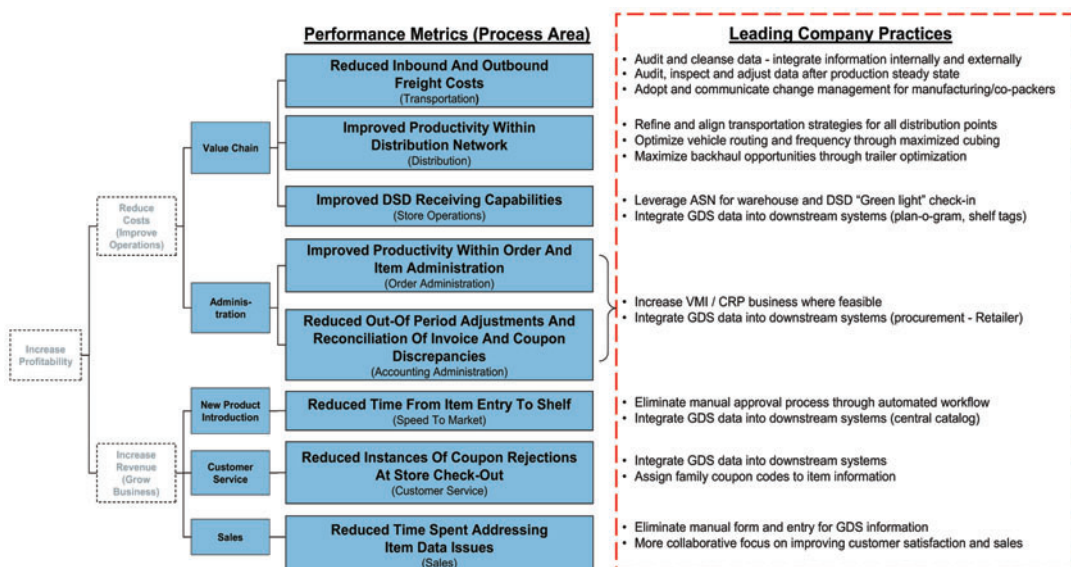 Performance Metrics (Process Area)
Leading Company Practices
Increase
Profitability
Reduce
Costs
(Improve
Operations)
Value Chain
Reduced Inbound And Outbound
Freight Costs
(Transportation)
• Audit and cleanse data - integrate information internally and externally
• Audit, inspect and adjust data after production steady state
• Adopt and communicate change management for manufacturing/co-packers
Improved Productivity Within
Distribution Network
(Distribution)
• Refine and align transportation strategies for all distribution points
• Optimize vehicle routing and frequency through maximized cubing
• Maximize backhaul opportunities through trailer optimization
Improved DSD Receiving Capabilities
(Store Operations)
• Leverage ASN for warehouse and DSD “Green light” check-in
• Integrate GDS data into downstream systems (plan-o-gram, shelf tags)
Adminis-
tration
Improved Productivity Within Order And
Item Administration
(Order Administration)
Reduced Out-Of Period Adjustments And
Reconciliation Of Invoice And Coupon
Discrepancies
(Accounting Administration)
• Increase VMI / CRP business where feasible
• Integrate GDS data into downstream systems (procurement - Retailer)
Increase
Revenue
(Grow
Business)
New Product
Introduction
Reduced Time From Item Entry To Shelf
(Speed To Market)
• Eliminate manual approval process through automated workflow
• Integrate GDS data into downstream systems (central catalog)
Customer
Service
Reduced Instances Of Coupon Rejections
At Store Check-Out
(Customer Service)
• Integrate GDS data into downstream systems
• Assign family coupon codes to item information
Sales
Reduced Time Spent Addressing
Item Data Issues
(Sales)
• Eliminate manual form and entry for GDS information
• More collaborative focus on improving customer satisfaction and sales